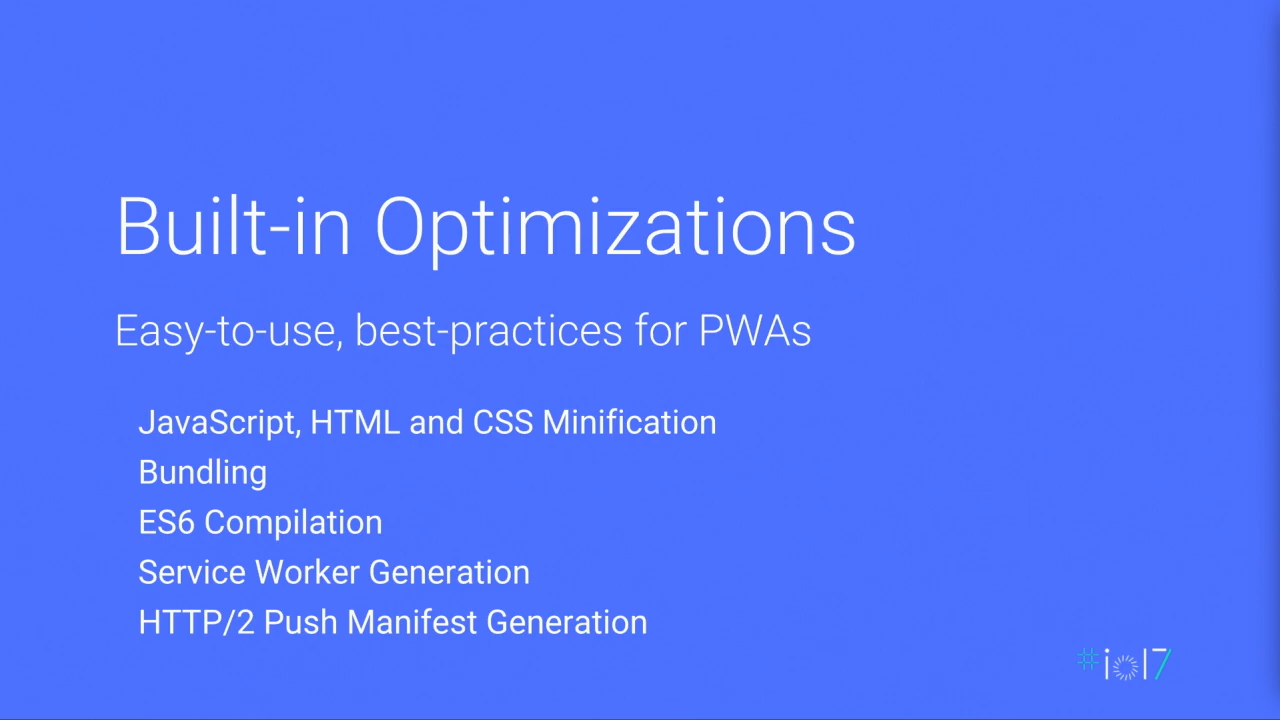 Built-in Optimizations
Easy-to-use, best-practices for PWAs
JavaScript, HTML and CSS Minification
Bundling
ES6 Compilation
Service Worker Generation
HTTP/2 Push Manifest Generation
#io17